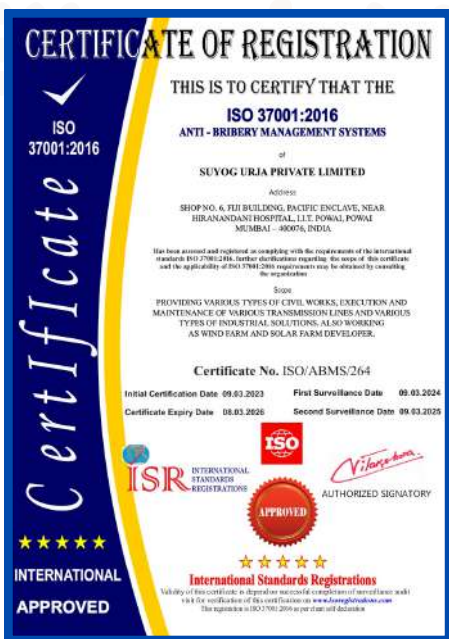 CERTIFICATE OF REGISTRATION
THIS IS TO CERTIFY THAT THE
ISO 37001:2016
ANTI - BRIBERY MANAGEMENT SYSTEMS
of
SUYOG URJA PRIVATE LIMITED
Address
SHOP NO. 6, FIJI BUILDING, PACIFIC ENCLAVE, NEAR
HIRANANDANI HOSPITAL, I.I.T. POWAI, POWAI
MUMBAI – 400076, INDIA
Has been assessed and registered as complying with the requirements of the international
standards ISO 37001:2016, further clarifications regarding the scope of this certificate
and the applicability of ISO 37001:2016 requirements may be obtained by consulting
the organization
Scope
PROVIDING VARIOUS TYPES OF CIVIL WORKS, EXECUTION AND
MAINTENANCE OF VARIOUS TRANSMISSION LINES AND VARIOUS
TYPES OF INDUSTRIAL SOLUTIONS. ALSO WORKING
AS WIND FARM AND SOLAR FARM DEVELOPER.
Certificate No. ISO/ABMS/264
Initial Certification Date 09.03.2023 First Surveillance Date 09.03.2024
Certificate Expiry Date 08.03.2026 Second Surveillance Date 09.03.2025
ISO
ISR
INTERNATIONAL
STANDARDS
REGISTRATIONS
AUTHORIZED SIGNATORY
APPROVED
International Standards Registrations
Validity of this certificate is depend on successful completion of surveillance audit
visit for verification of this certification on www.isoregistrations.com
This registration is ISO 37001:2016 as per client self declaration
ISO
37001:2016
CertIfIcate
INTERNATIONAL
APPROVED